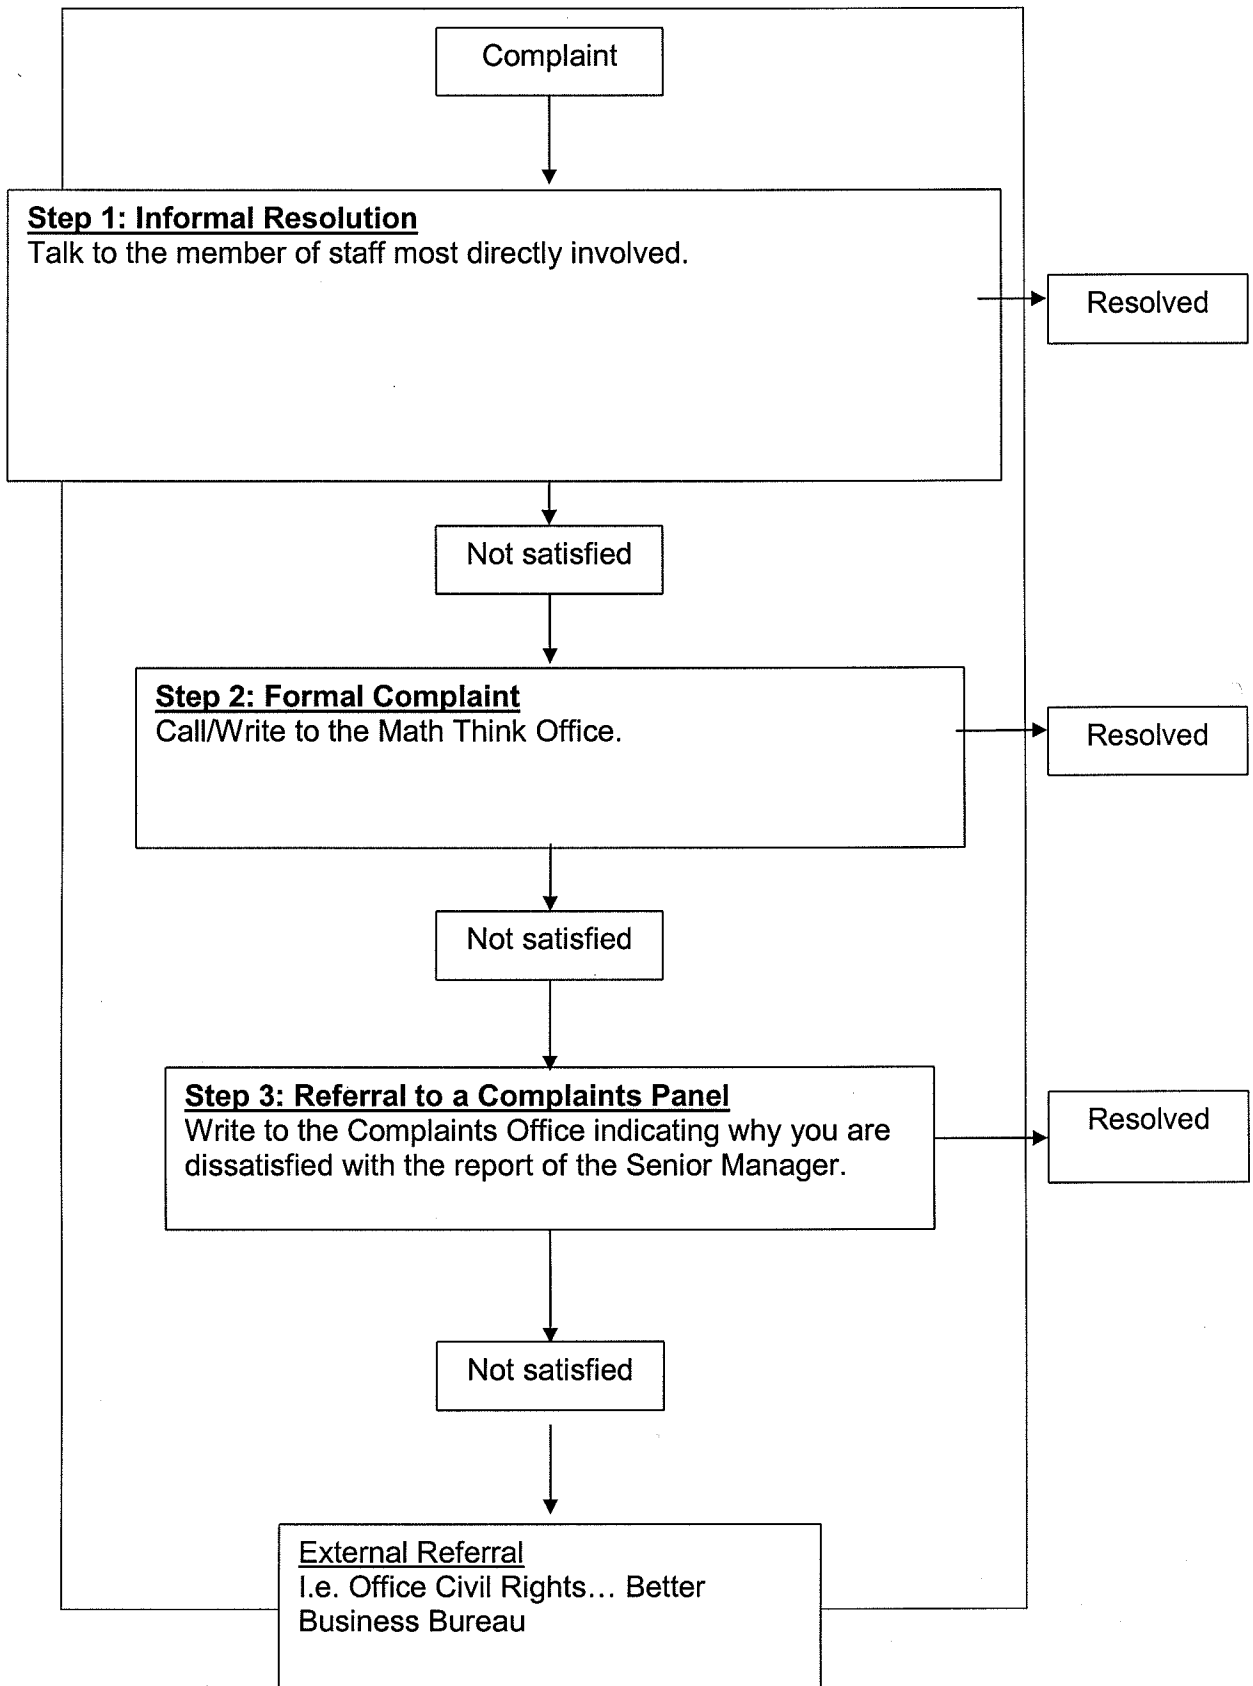 Complaint
Step 1: Informal Resolution
Talk to the member of staff most directly involved.
Resolved
Not satisfied
Step 2: Formal Complaint
Call/Write to the Math Think Office.
Resolved
Not satisfied
Step 3: Referral to a Complaints Panel
Write to the Complaints Office indicating why you are
dissatisfied with the report of the Senior Manager.
Resolved
Not satisfied
External Referral
I.e. Office Civil Rights... Better
Business Bureau